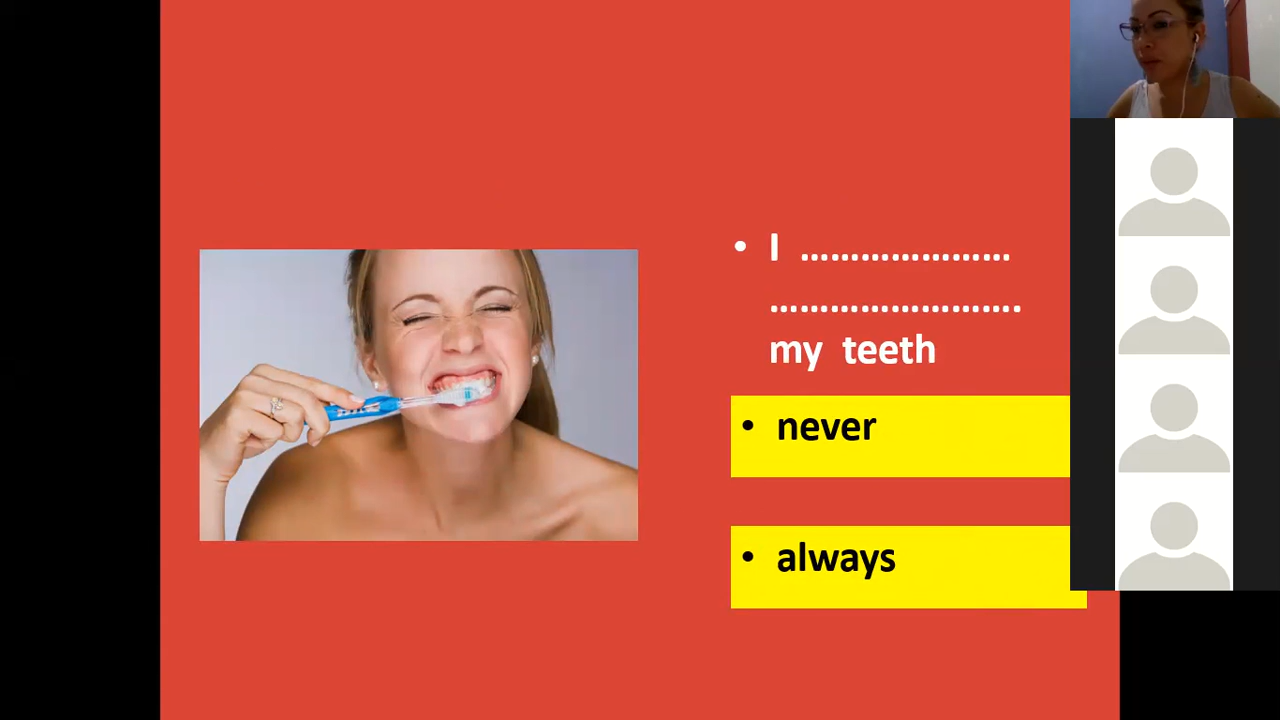 • I .....................
.........................
my teeth
• never
• always